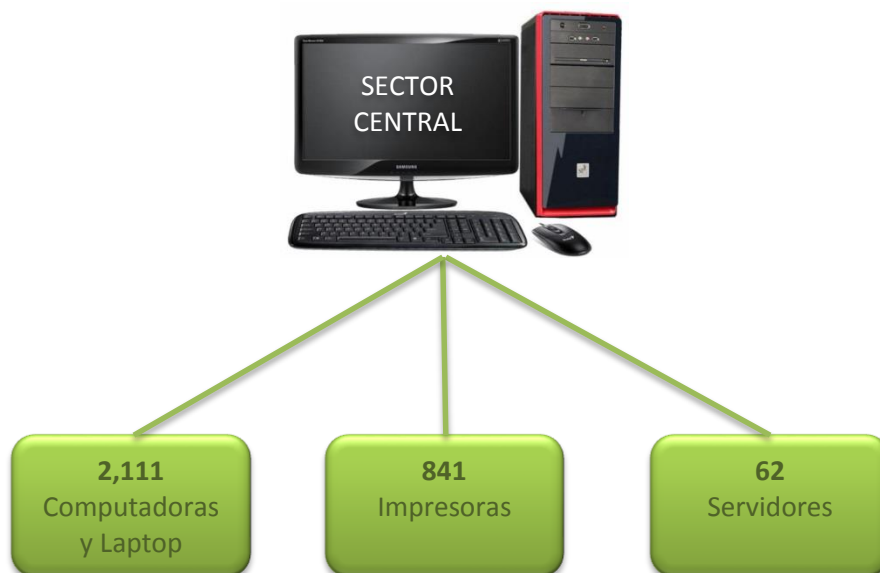 SECTOR
CENTRAL
SAMSUNG
2,111
Computadoras
y Laptop
841
Impresoras
62
Servidores